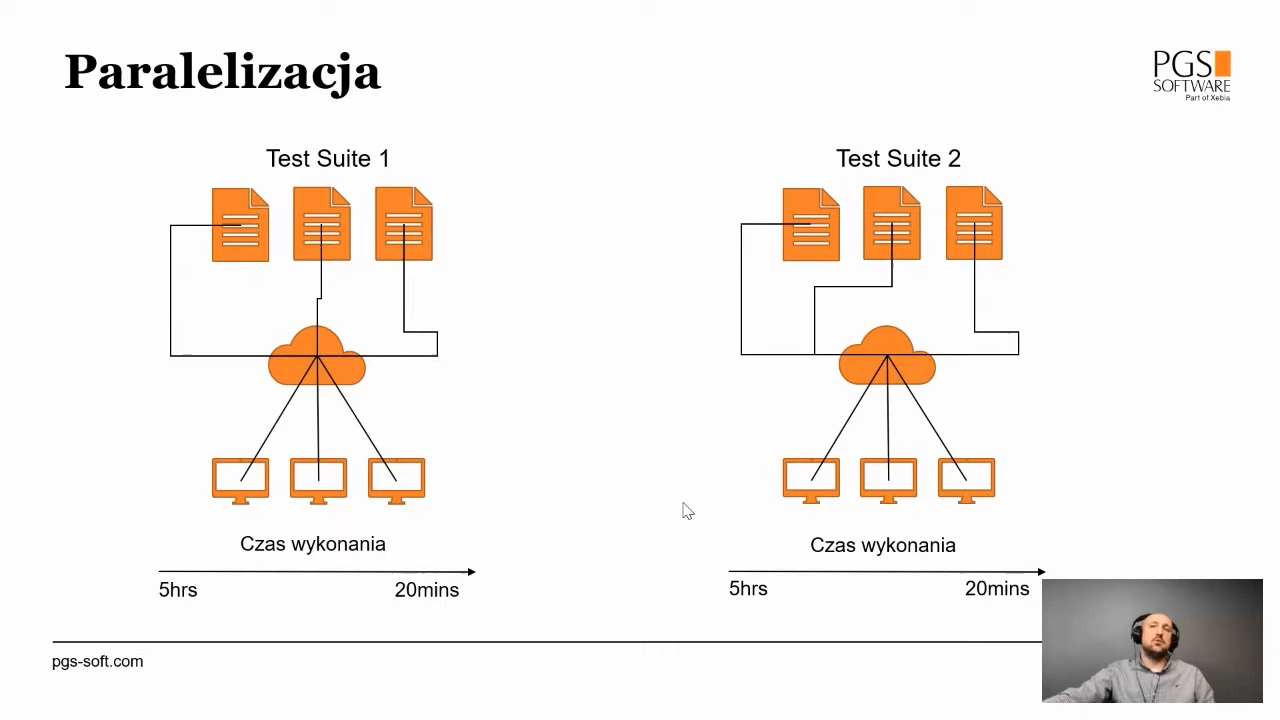 Paralelizacja
PGS
SOFTWARE
Part of Xebia
Test Suite 1
Test Suite 2
Czas wykonania
5hrs
20mins
Czas wykonania
5hrs
20mins
pgs-soft.com